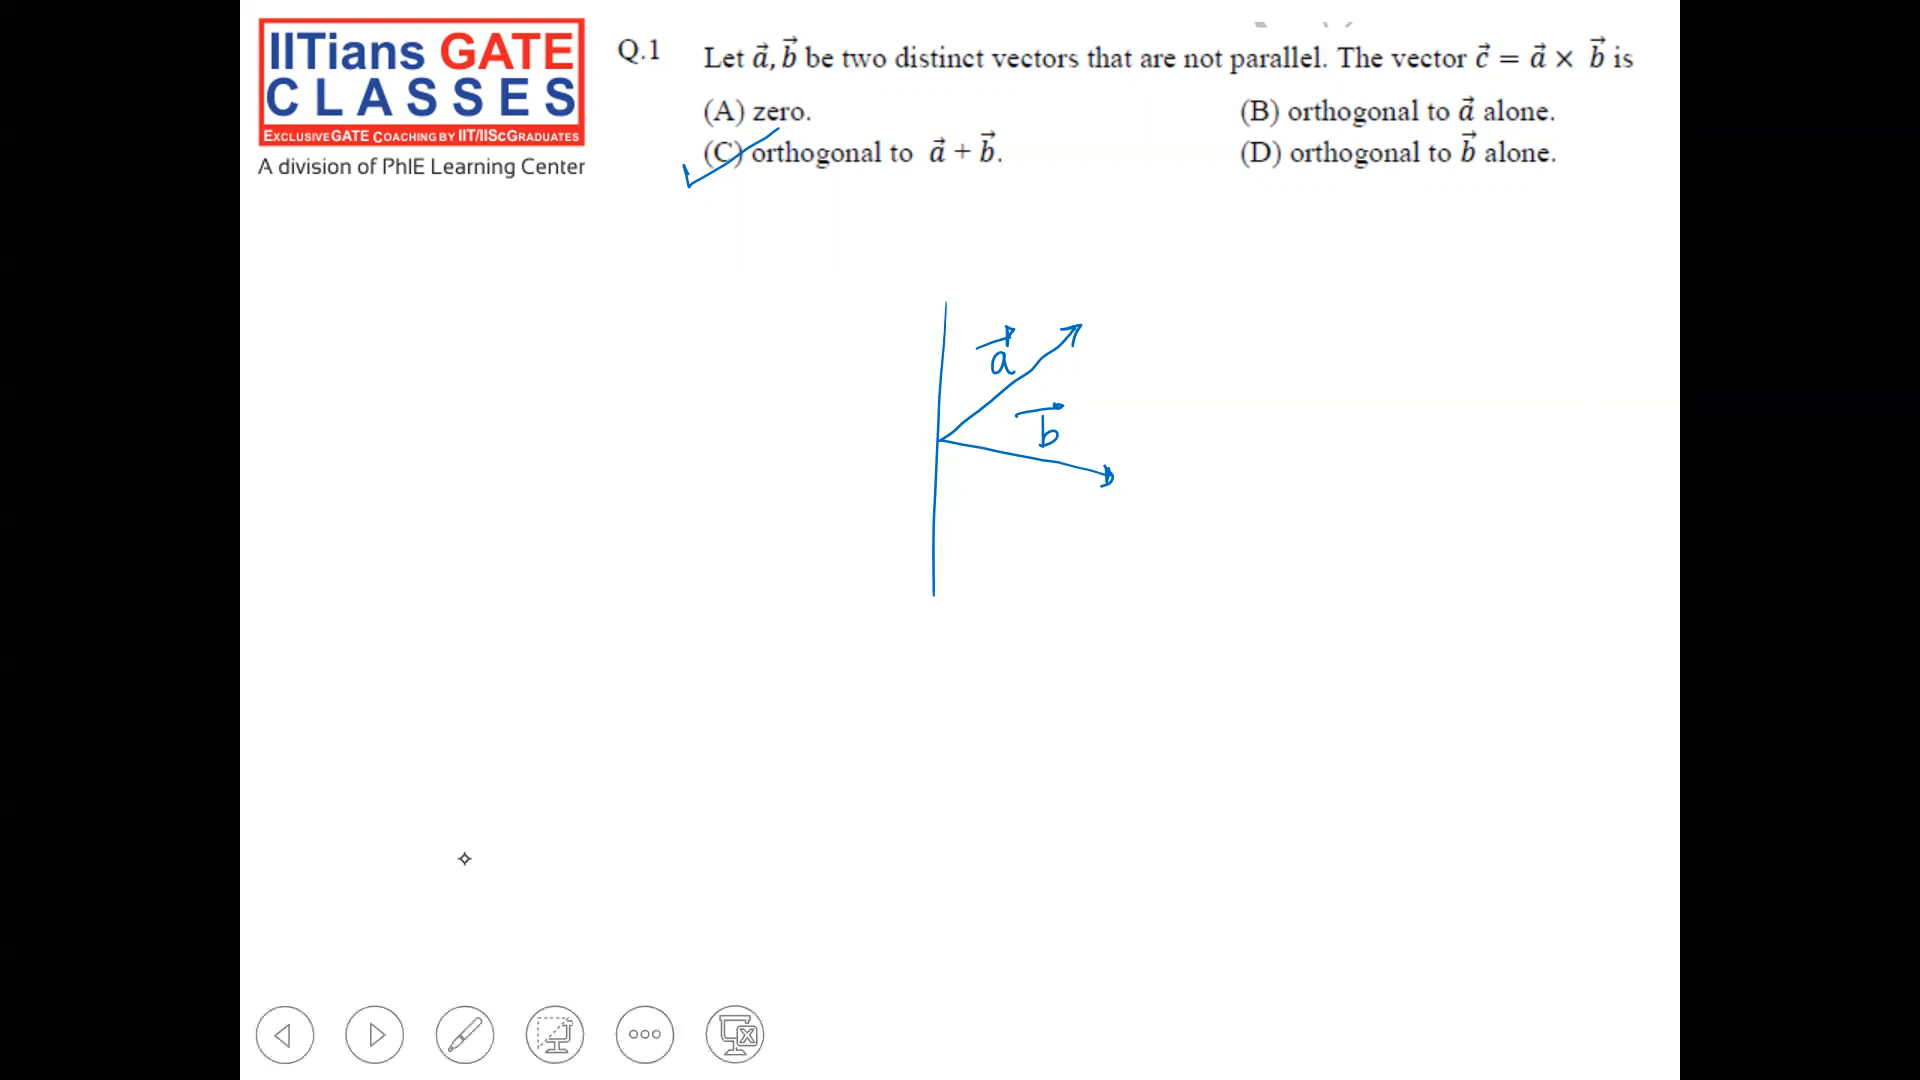 IITians GATE
CLASSES
EXCLUSIVE GATE COACHING BY IIT/IISc GRADUATES
A division of PhIE Learning Center
Q.1 Let a⃗, b⃗ be two distinct vectors that are not parallel. The vector c⃗ = a⃗ × b⃗ is
(A) zero. (B) orthogonal to a⃗ alone.
(C) orthogonal to a⃗ + b⃗. (D) orthogonal to b⃗ alone.
a⃗
b⃗